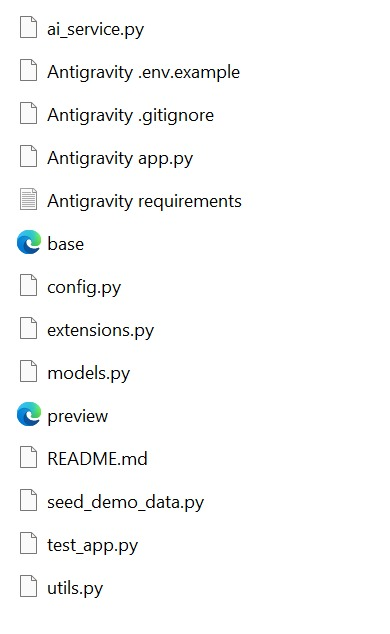 ai_service.py
Antigravity .env.example
Antigravity .gitignore
Antigravity app.py
Antigravity requirements
base
config.py
extensions.py
models.py
preview
README.md
seed_demo_data.py
test_app.py
utils.py